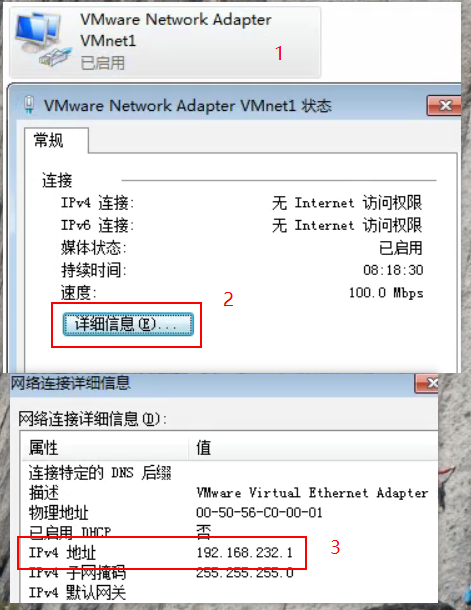 VMware Network Adapter
VMnet1
已启用
1
VMware Network Adapter VMnet1 状态
常规
连接
IPv4 连接: 无 Internet 访问权限
IPv6 连接: 无 Internet 访问权限
媒体状态: 已启用
持续时间: 08:18:30
速度: 100.0 Mbps
2
详细信息(E)...
网络连接详细信息
网络连接详细信息(D):
属性 值
连接特定的 DNS 后缀
描述 VMware Virtual Ethernet Adapter
物理地址 00-50-56-C0-00-01
已启用 DHCP 否
IPv4 地址 192.168.232.1
3
IPv4 子网掩码 255.255.255.0
IPv4 默认网关